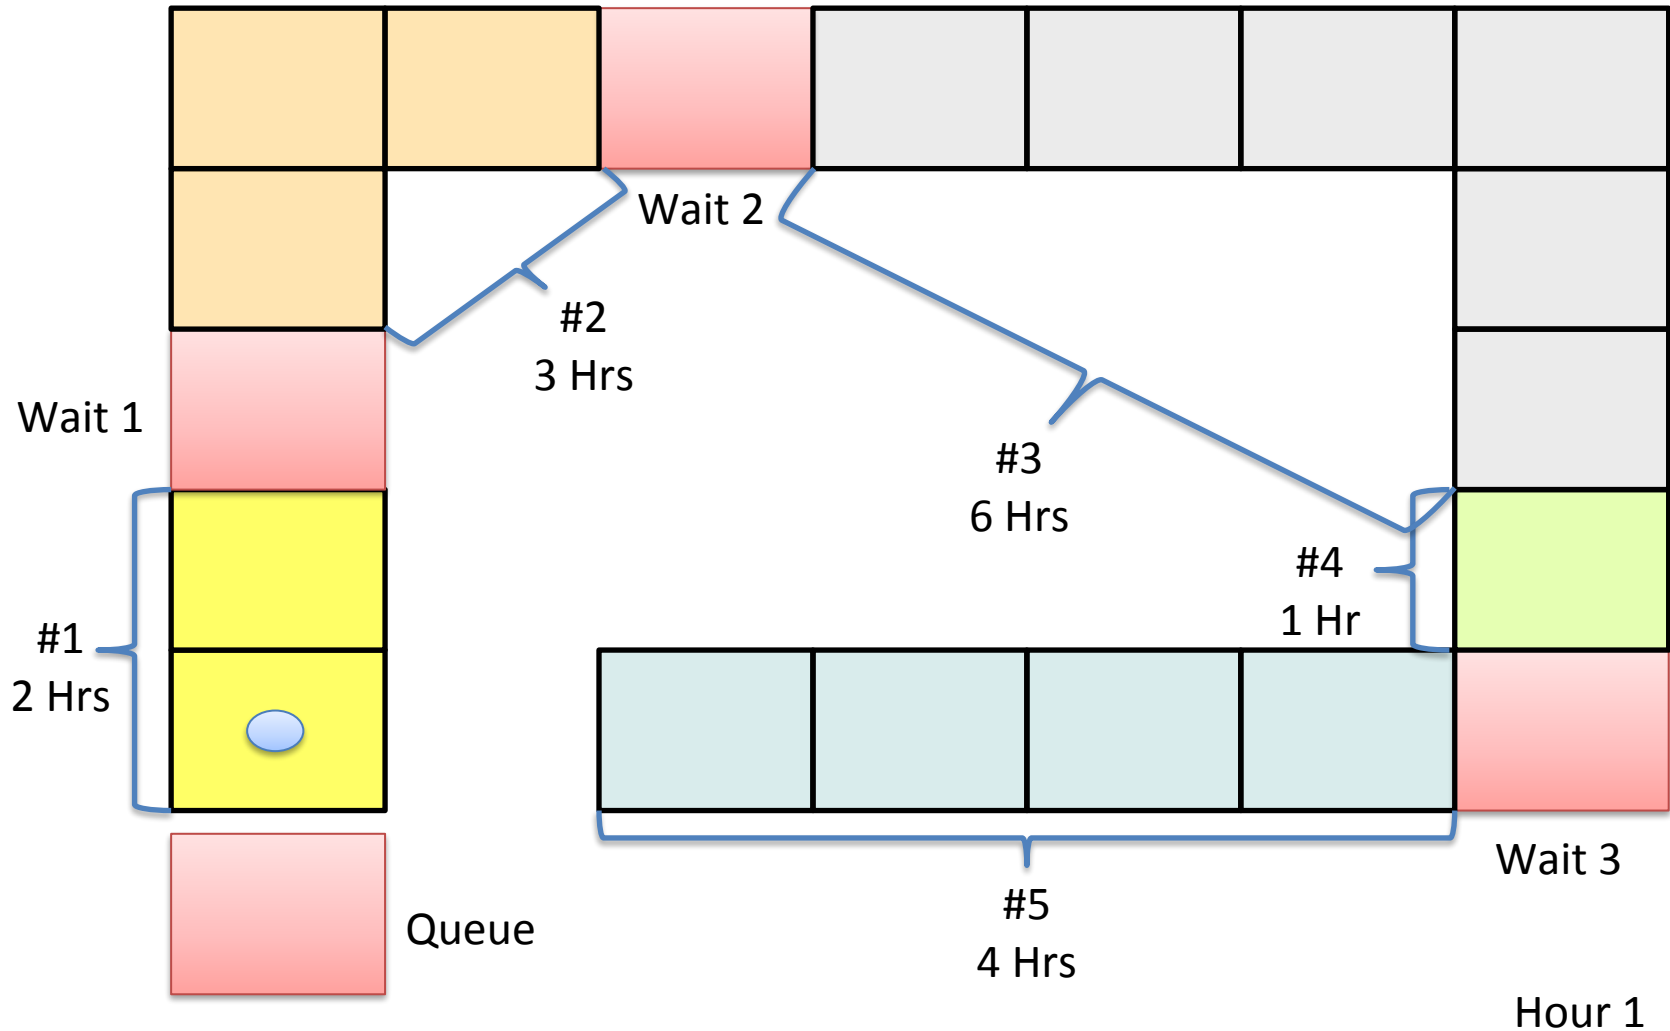 Wait 2
#2
3 Hrs
Wait 1
#3
6 Hrs
#4
1 Hr
#1
2 Hrs
Wait 3
#5
4 Hrs
Queue
Hour 1